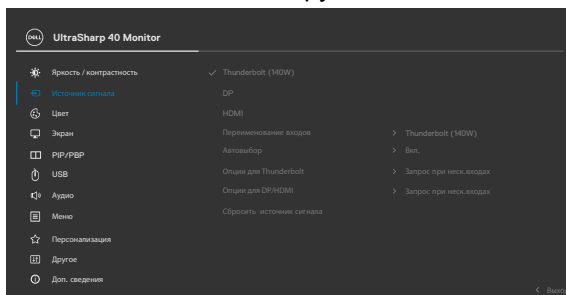 DELL UltraSharp 40 Monitor
Яркость / контрастность ✓ Thunderbolt (140W)
Источник сигнала DP
Цвет HDMI
Экран Переименование входов > Thunderbolt (140W)
PIP/PBP Автовыбор > Вкл.
USB Опции для Thunderbolt > Запрос при неск.входах
Аудио Опции для DP/HDMI > Запрос при неск.входах
Меню Сбросить источник сигнала
Персонализация
Другое
Доп. сведения